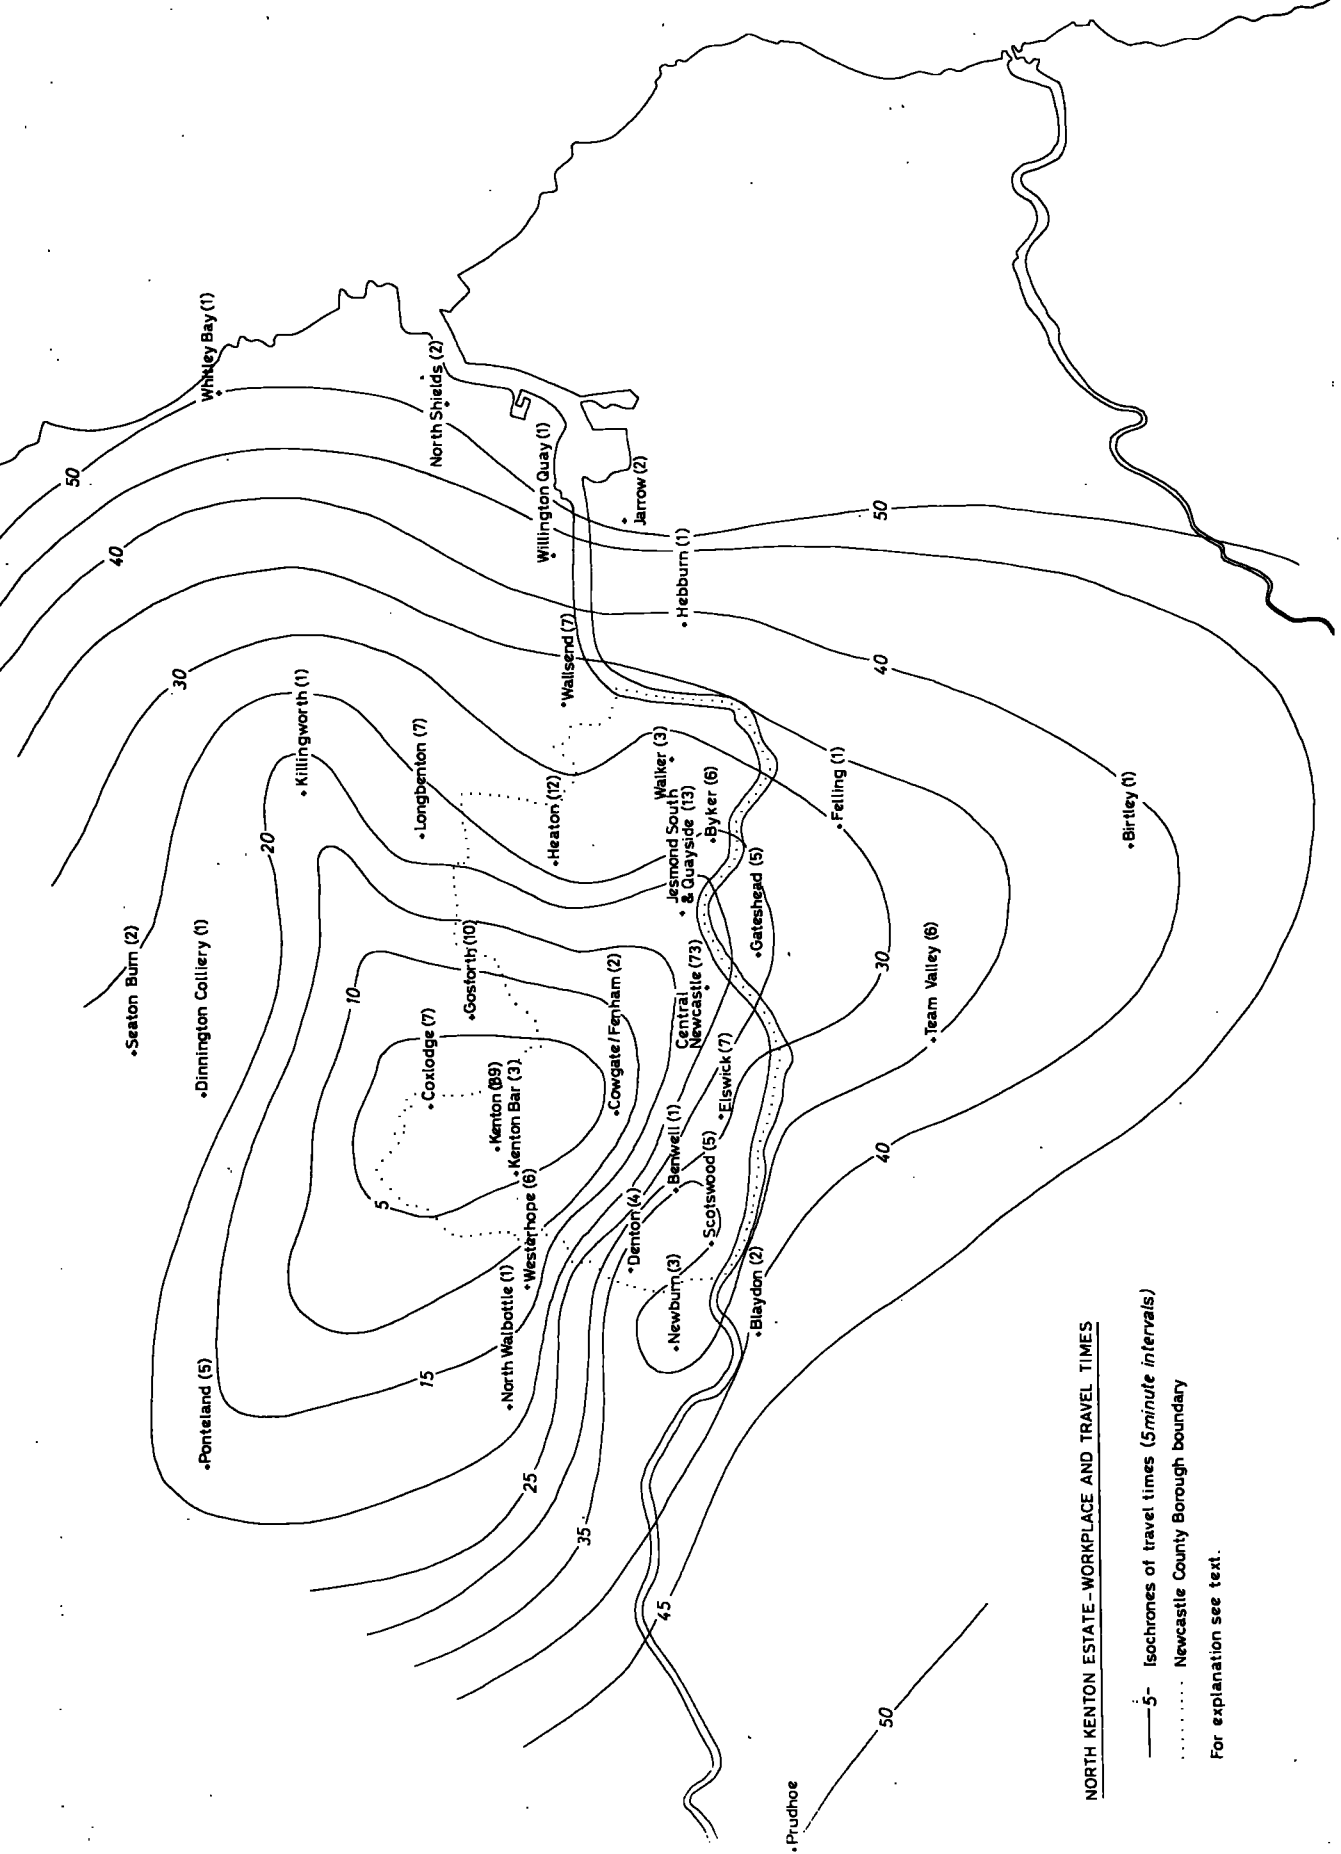 Whitley Bay (1)
North Shields (2)
Willington Quay (1)
Jarrow (2)
Hebburn (1)
Wallsend (7)
Killingworth (1)
Longbenton (7)
Heaton (12)
Walker (3)
Jesmond South
& Quayside (13)
Byker (6)
Felling (1)
Birtley (1)
Gateshead (5)
Seaton Burn (2)
Dinnington Colliery (1)
Gosforth (10)
Cowgate/Fenham (2)
Central
Newcastle (73)
Team Valley (6)
Coxlodge (7)
Kenton (89)
Kenton Bar (3)
Elswick (7)
Benwell (1)
Scotswood (5)
Westerhope (6)
Denton (4)
Newburn (3)
Blaydon (2)
North Walbottle (1)
Ponteland (5)
Prudhoe
50
40
30
20
10
5
15
25
35
45
50
50
40
30
40
NORTH KENTON ESTATE-WORKPLACE AND TRAVEL TIMES
5- Isochrones of travel times (5minute intervals)
Newcastle County Borough boundary
For explanation see text.